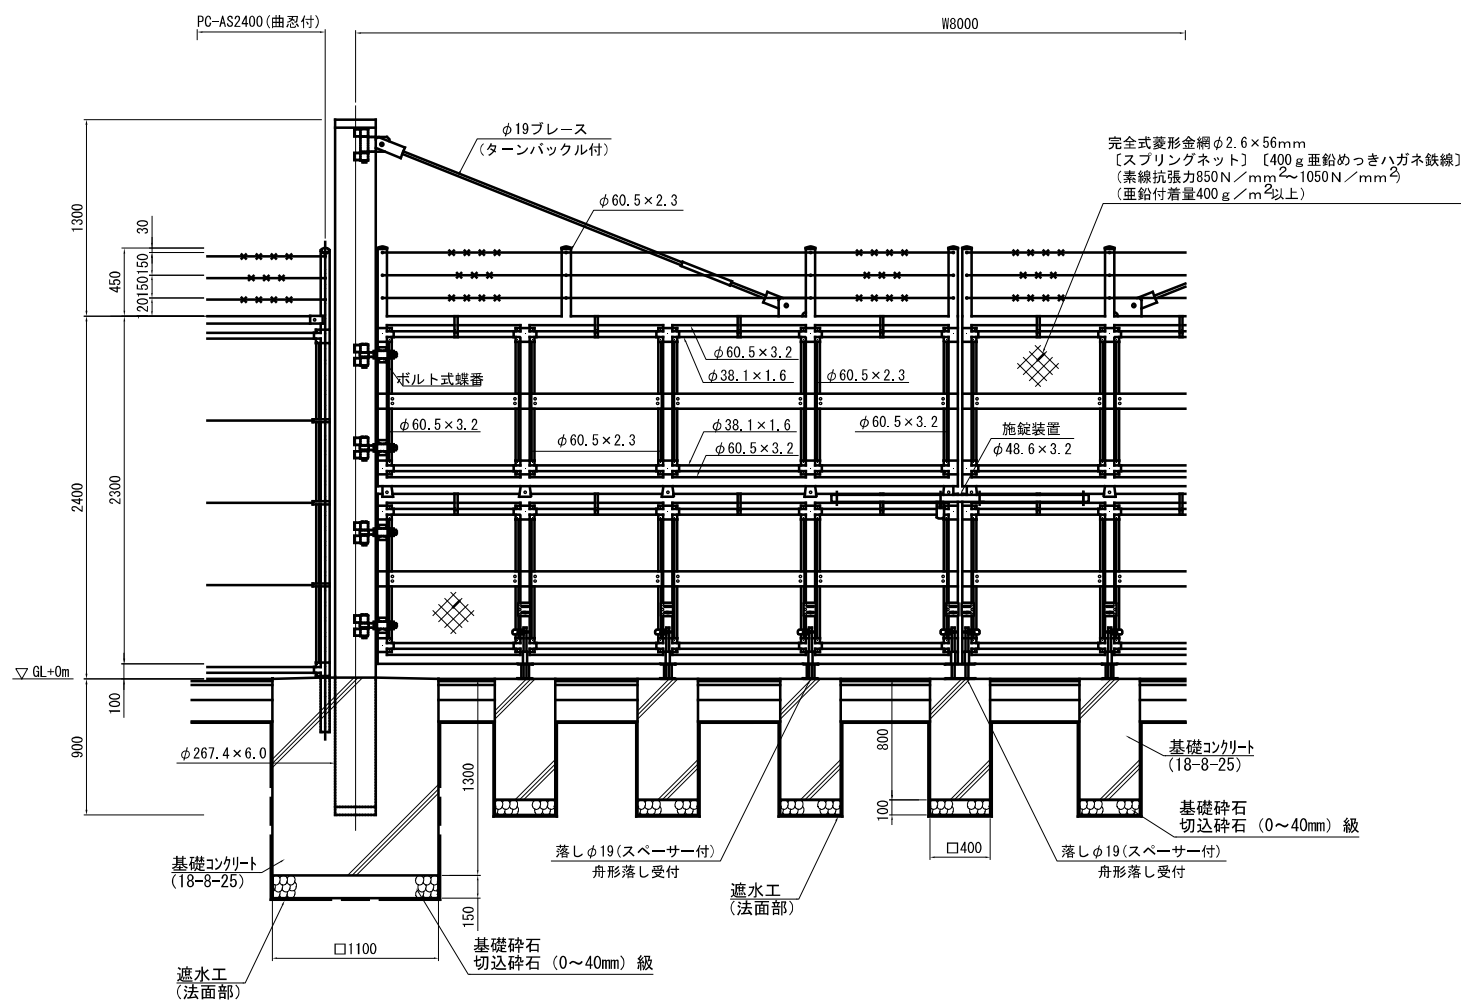 PC-AS2400(曲忍付)
W8000
φ19ブレース
(ターンバックル付)
完全式菱形金網φ2.6×56mm
〔スプリングネット〕〔400g亜鉛めっきハガネ鉄線〕
(素線抗張力850N/mm2~1050N/mm2)
(亜鉛付着量400g/m2以上)
φ60.5×2.3
1300
30
150
150
20
450
φ60.5×3.2
φ38.1×1.6
φ60.5×2.3
ボルト式蝶番
φ60.5×3.2
φ60.5×2.3
φ38.1×1.6
φ60.5×3.2
φ60.5×3.2
施錠装置
φ48.6×3.2
2400
2300
▽GL+0m
100
900
φ267.4×6.0
1300
800
100
基礎コンクリート
(18-8-25)
基礎砕石
切込砕石(0~40mm)級
落しφ19(スペーサー付)
舟形落し受付
□400
落しφ19(スペーサー付)
舟形落し受付
基礎コンクリート
(18-8-25)
遮水工
(法面部)
150
□1100
基礎砕石
切込砕石(0~40mm)級
遮水工
(法面部)